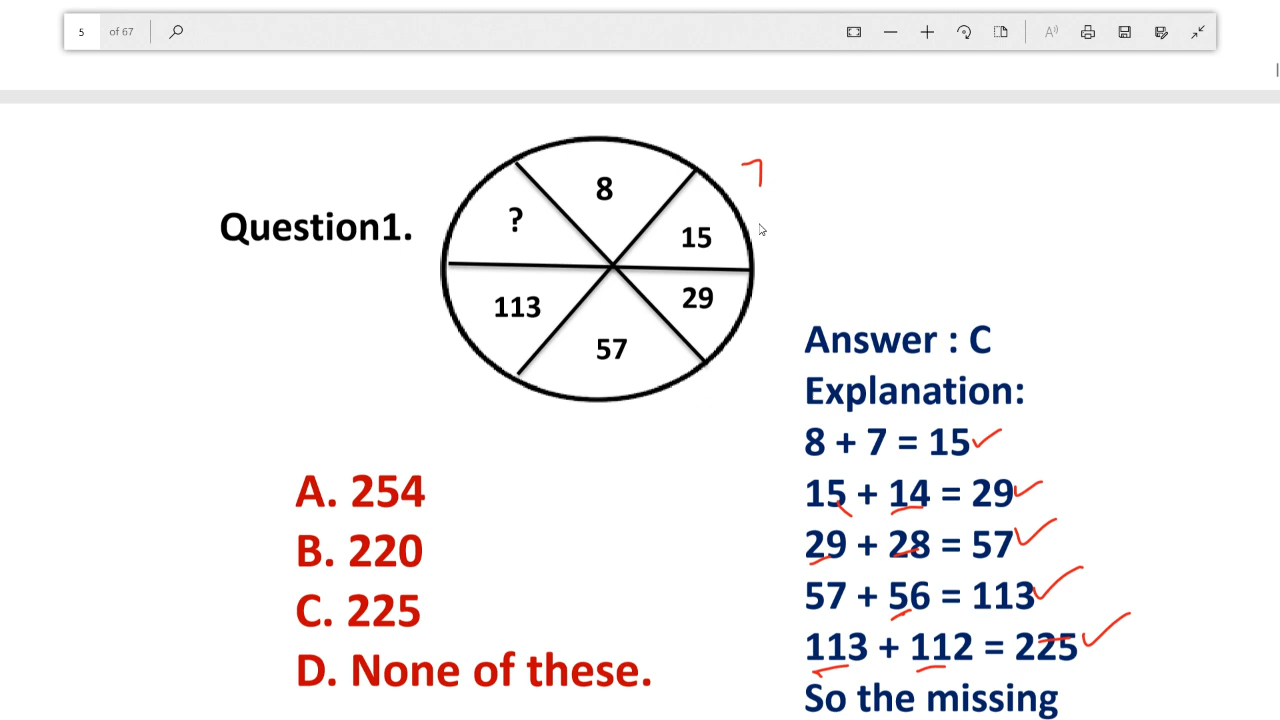 5 of 67
7
8
Question1.
?
15
113
29
57
Answer : C
Explanation:
8 + 7 = 15
15 + 14 = 29
29 + 28 = 57
57 + 56 = 113
113 + 112 = 225
So the missing
A. 254
B. 220
C. 225
D. None of these.